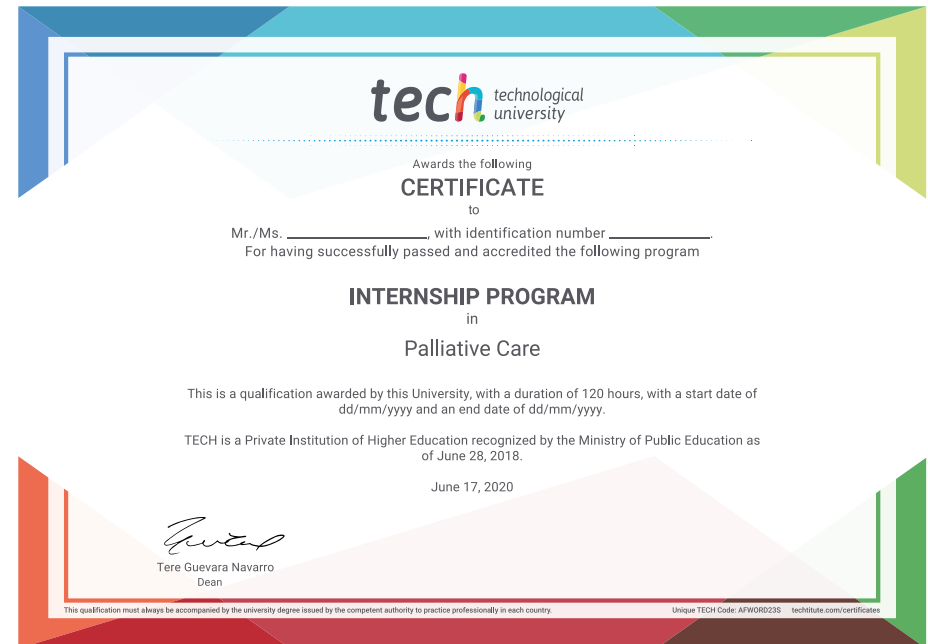 tech technological
university
Awards the following
CERTIFICATE
to
Mr./Ms. ____________________, with identification number ______________.
For having successfully passed and accredited the following program
INTERNSHIP PROGRAM
in
Palliative Care
This is a qualification awarded by this University, with a duration of 120 hours, with a start date of
dd/mm/yyyy and an end date of dd/mm/yyyy.
TECH is a Private Institution of Higher Education recognized by the Ministry of Public Education as
of June 28, 2018.
June 17, 2020
Tere Guevara Navarro
Dean
This qualification must always be accompanied by the university degree issued by the competent authority to practice professionally in each country. Unique TECH Code: AFWORD23S techtitute.com/certificates